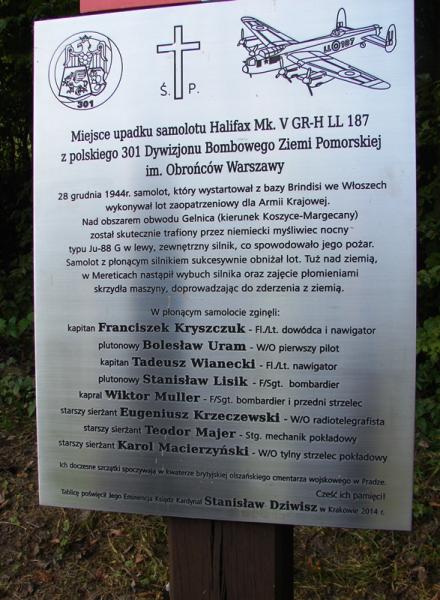 301
Ś. P.
LL 187
Miejsce upadku samolotu Halifax Mk. V GR-H LL 187
z polskiego 301 Dywizjonu Bombowego Ziemi Pomorskiej
im. Obrońców Warszawy
28 grudnia 1944r. samolot, który wystartował z bazy Brindisi we Włoszech
wykonywał lot zaopatrzeniowy dla Armii Krajowej.
Nad obszarem obwodu Gelnica (kierunek Koszyce-Margecany)
został skutecznie trafiony przez niemiecki myśliwiec nocny
typu Ju-88 G w lewy, zewnętrzny silnik, co spowodowało jego pożar.
Samolot z płonącym silnikiem sukcesywnie obniżał lot. Tuż nad ziemią,
w Mereticach nastąpił wybuch silnika oraz zajęcie płomieniami
skrzydła maszyny, doprowadzając do zderzenia z ziemią.
W płonącym samolocie zginęli:
kapitan Franciszek Kryszczuk - Fl./Lt. dowódca i nawigator
plutonowy Bolesław Uram - W/O pierwszy pilot
kapitan Tadeusz Wianecki - Fl./Lt. nawigator
plutonowy Stanisław Lisik - F/Sgt. bombardier
kapral Wiktor Muller - F/Sgt. bombardier i przedni strzelec
starszy sierżant Eugeniusz Krzeczewski - W/O radiotelegrafista
starszy sierżant Teodor Majer - Stg. mechanik pokładowy
starszy sierżant Karol Macierzyński - W/O tylny strzelec pokładowy
Ich doczesne szczątki spoczywają w kwaterze brytyjskiej olszańskiego cmentarza wojskowego w Pradze.
Cześć ich pamięci!
Tablicę poświęcił Jego Eminencja Ksiądz Kardynał Stanisław Dziwisz w Krakowie 2014 r.